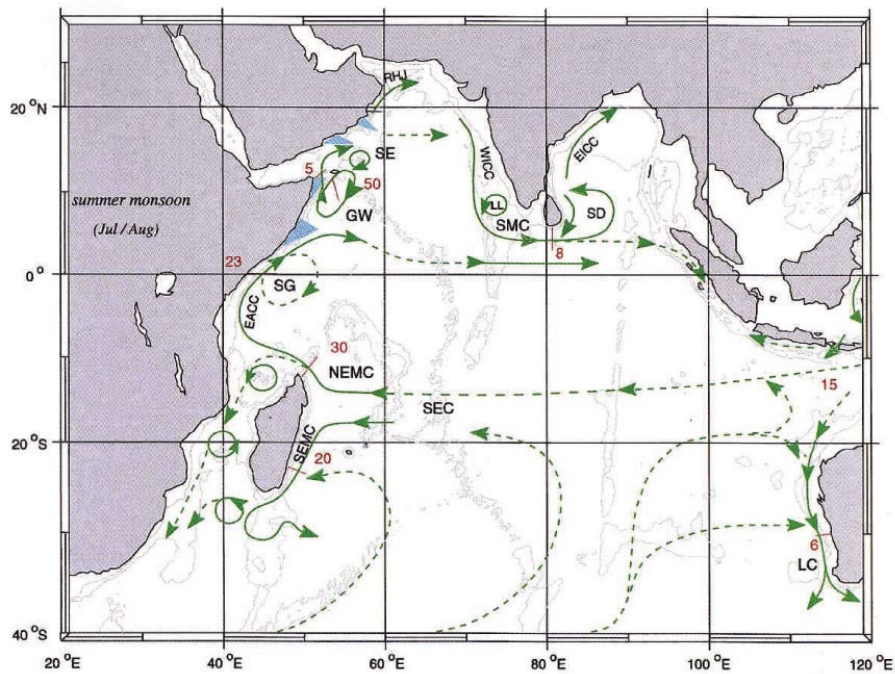 RHJ
20 °N
SE
WICC
EICC
5
50
summer monsoon
(Jul / Aug)
GW
LL
SMC
SD
8
23
0°
SG
EACC
30
NEMC
SEC
15
20 °S
SEMC
20
6
LC
40 °S
20 °E
40 °E
60 °E
80 °E
100 °E
120 °E